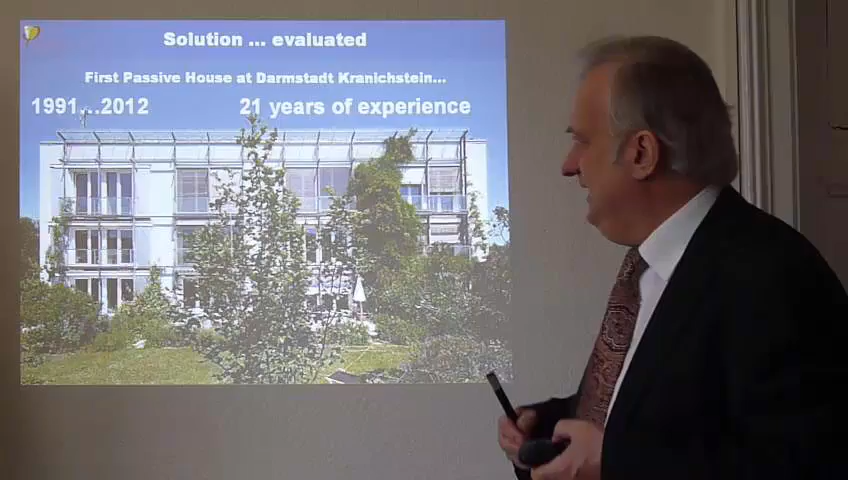 Solution ... evaluated
First Passive House at Darmstadt Kranichstein...
1991...2012 21 years of experience